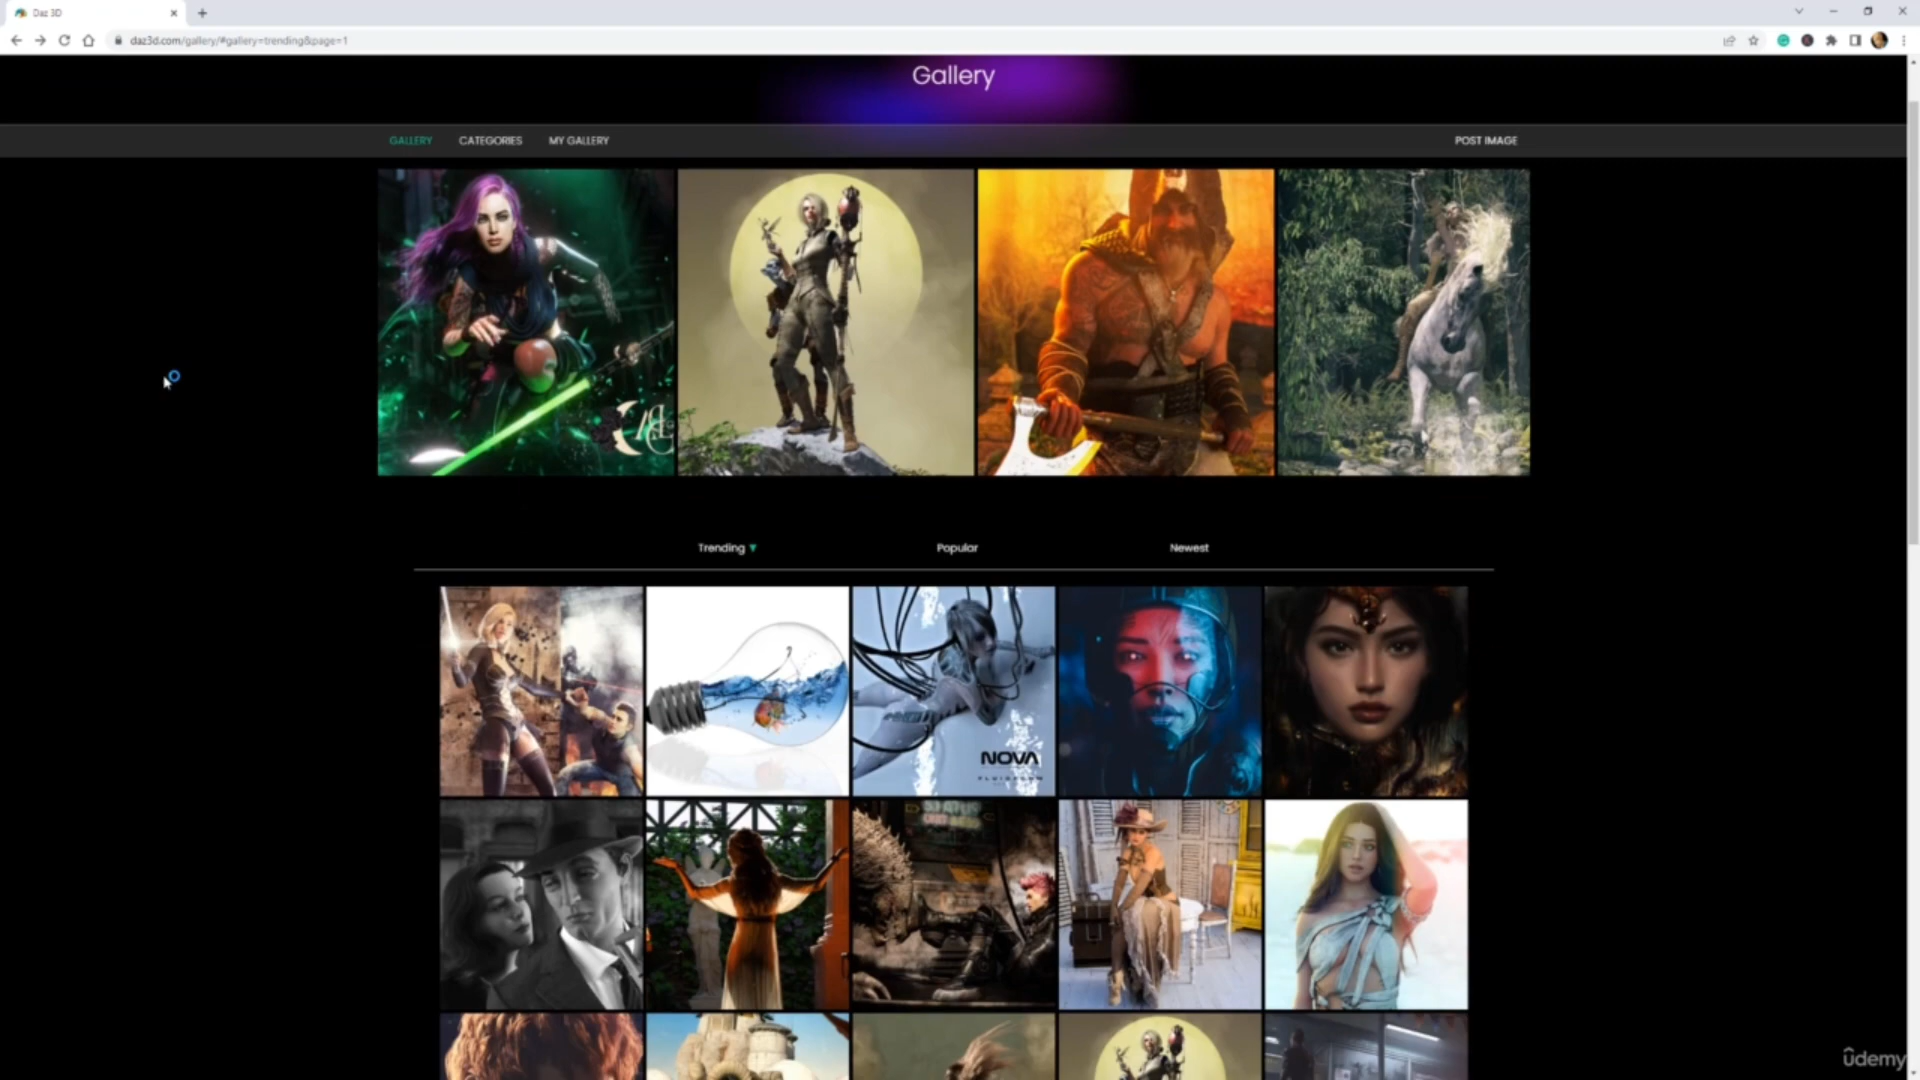 Daz 3D
daz3d.com/gallery/#gallery=trending&page=1
Gallery
GALLERY
CATEGORIES
MY GALLERY
POST IMAGE
Trending
Popular
Newest
NOVA
ûdemy